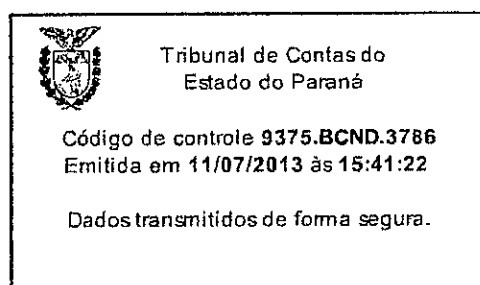 Tribunal de Contas do
Estado do Paraná
Código de controle 9375.BCND.3786
Emitida em 11/07/2013 às 15:41:22
Dados transmitidos de forma segura.